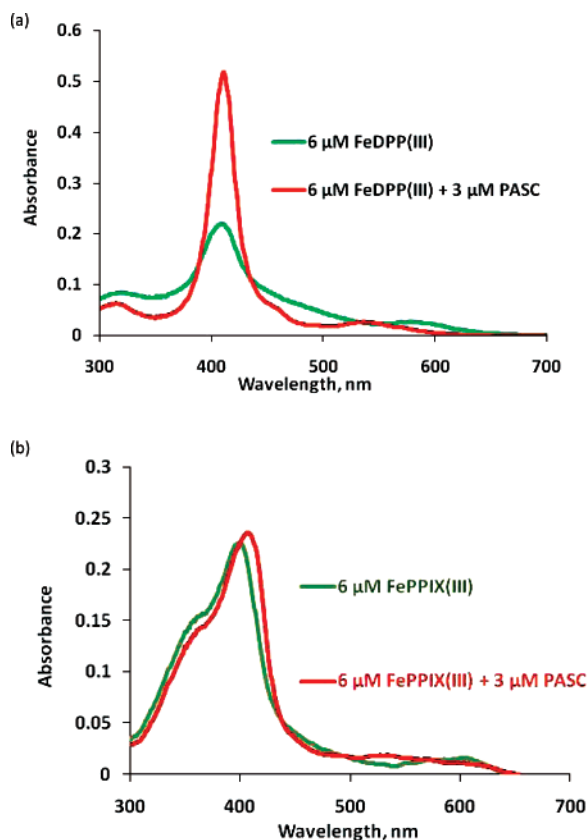 (a)
0.6
0.5
0.4
0.3
0.2
0.1
0
Absorbance
6 µM FeDPP(III)
6 µM FeDPP(III) + 3 µM PASC
300 400 500 600 700
Wavelength, nm
(b)
0.3
0.25
0.2
0.15
0.1
0.05
0
Absorbance
6 µM FePPIX(III)
6 µM FePPIX(III) + 3 µM PASC
300 400 500 600 700
Wavelength, nm